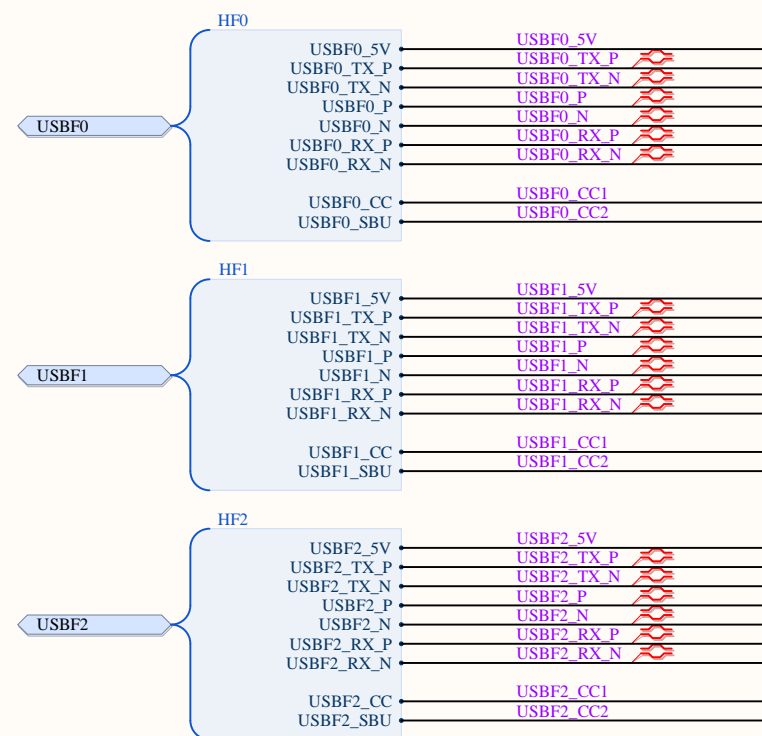 HF0
USBF0
USBF0_5V USBF0_5V
USBF0_TX_P USBF0_TX_P
USBF0_TX_N USBF0_TX_N
USBF0_P USBF0_P
USBF0_N USBF0_N
USBF0_RX_P USBF0_RX_P
USBF0_RX_N USBF0_RX_N
USBF0_CC USBF0_CC1
USBF0_SBU USBF0_CC2
HF1
USBF1
USBF1_5V USBF1_5V
USBF1_TX_P USBF1_TX_P
USBF1_TX_N USBF1_TX_N
USBF1_P USBF1_P
USBF1_N USBF1_N
USBF1_RX_P USBF1_RX_P
USBF1_RX_N USBF1_RX_N
USBF1_CC USBF1_CC1
USBF1_SBU USBF1_CC2
HF2
USBF2
USBF2_5V USBF2_5V
USBF2_TX_P USBF2_TX_P
USBF2_TX_N USBF2_TX_N
USBF2_P USBF2_P
USBF2_N USBF2_N
USBF2_RX_P USBF2_RX_P
USBF2_RX_N USBF2_RX_N
USBF2_CC USBF2_CC1
USBF2_SBU USBF2_CC2